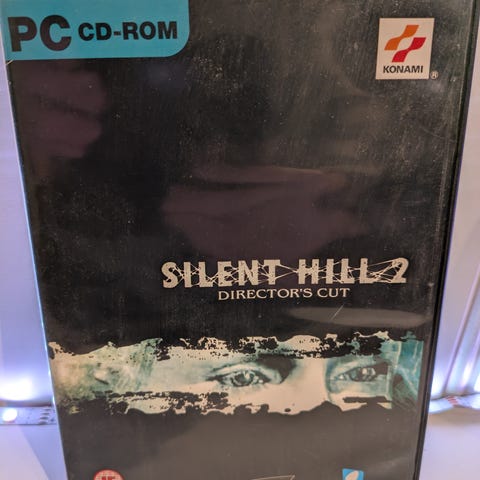 PC CD-ROM
KONAMI
®
SILENT HILL 2
DIRECTOR'S CUT